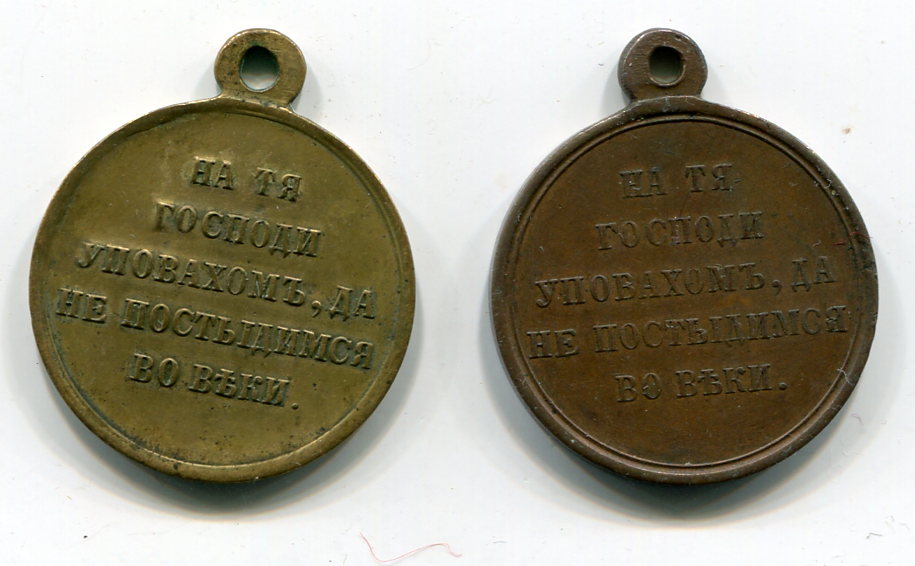 НА ТЯ
ГОСПОДИ
УПОВАХОМЪ, ДА
НЕ ПОСТЫДИМСЯ
ВО ВѢКИ.
НА ТЯ
ГОСПОДИ
УПОВАХОМЪ, ДА
НЕ ПОСТЫДИМСЯ
ВО ВѢКИ.